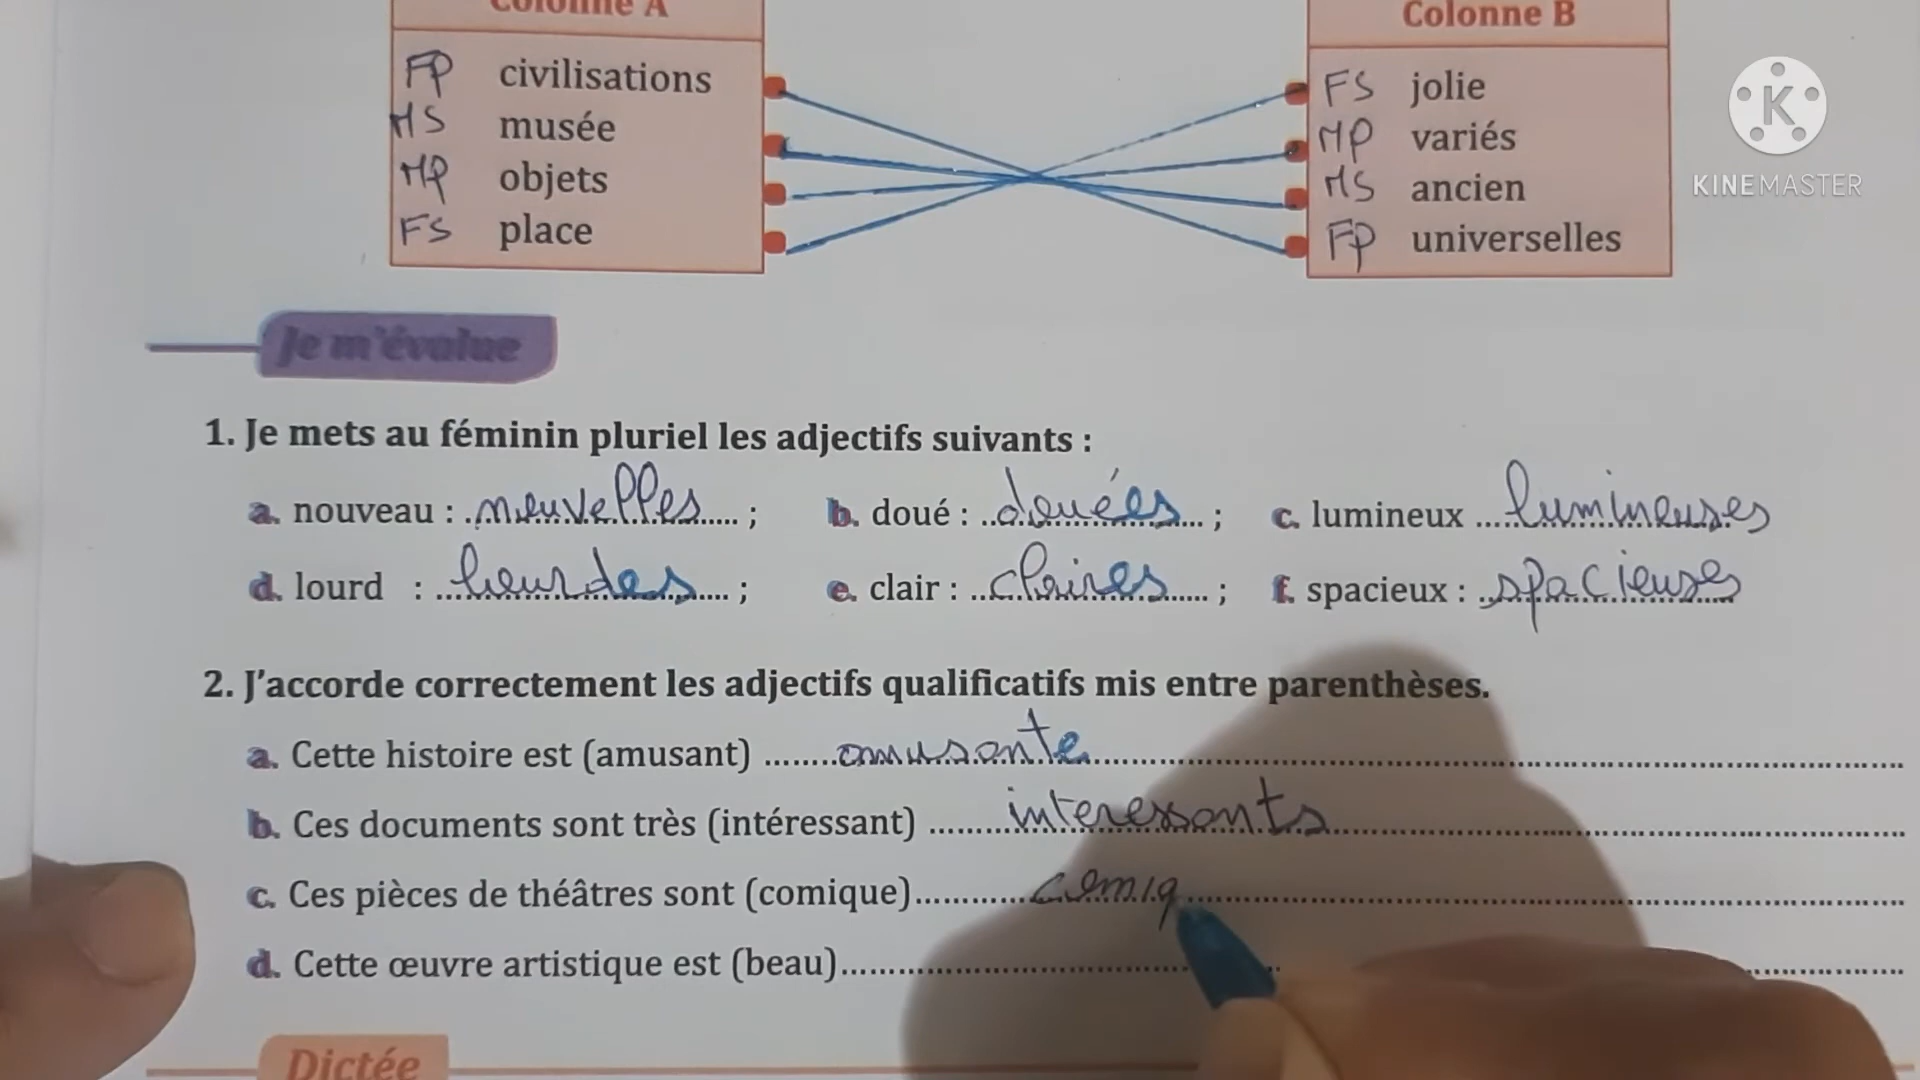 Colonne A
Colonne B
FP civilisations
MS musée
MP objets
FS place
FS jolie
MP variés
MS ancien
FP universelles
KINEMASTER
Je m'évalue
1. Je mets au féminin pluriel les adjectifs suivants :
a. nouveau : neuvelles ; b. doué : douées ; c. lumineux lumineuses
d. lourd : lourdes ; e. clair : claires ; f. spacieux : spacieuses
2. J'accorde correctement les adjectifs qualificatifs mis entre parenthèses.
a. Cette histoire est (amusant) amusante
b. Ces documents sont très (intéressant) interessants
c. Ces pièces de théâtres sont (comique) comiq
d. Cette œuvre artistique est (beau)
Dictée